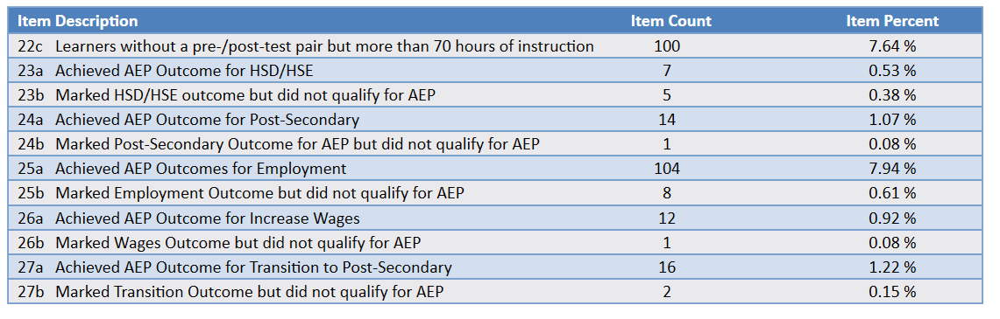 Item Description Item Count Item Percent
22c Learners without a pre-/post-test pair but more than 70 hours of instruction 100 7.64 %
23a Achieved AEP Outcome for HSD/HSE 7 0.53 %
23b Marked HSD/HSE outcome but did not qualify for AEP 5 0.38 %
24a Achieved AEP Outcome for Post-Secondary 14 1.07 %
24b Marked Post-Secondary Outcome for AEP but did not qualify for AEP 1 0.08 %
25a Achieved AEP Outcomes for Employment 104 7.94 %
25b Marked Employment Outcome but did not qualify for AEP 8 0.61 %
26a Achieved AEP Outcome for Increase Wages 12 0.92 %
26b Marked Wages Outcome but did not qualify for AEP 1 0.08 %
27a Achieved AEP Outcome for Transition to Post-Secondary 16 1.22 %
27b Marked Transition Outcome but did not qualify for AEP 2 0.15 %